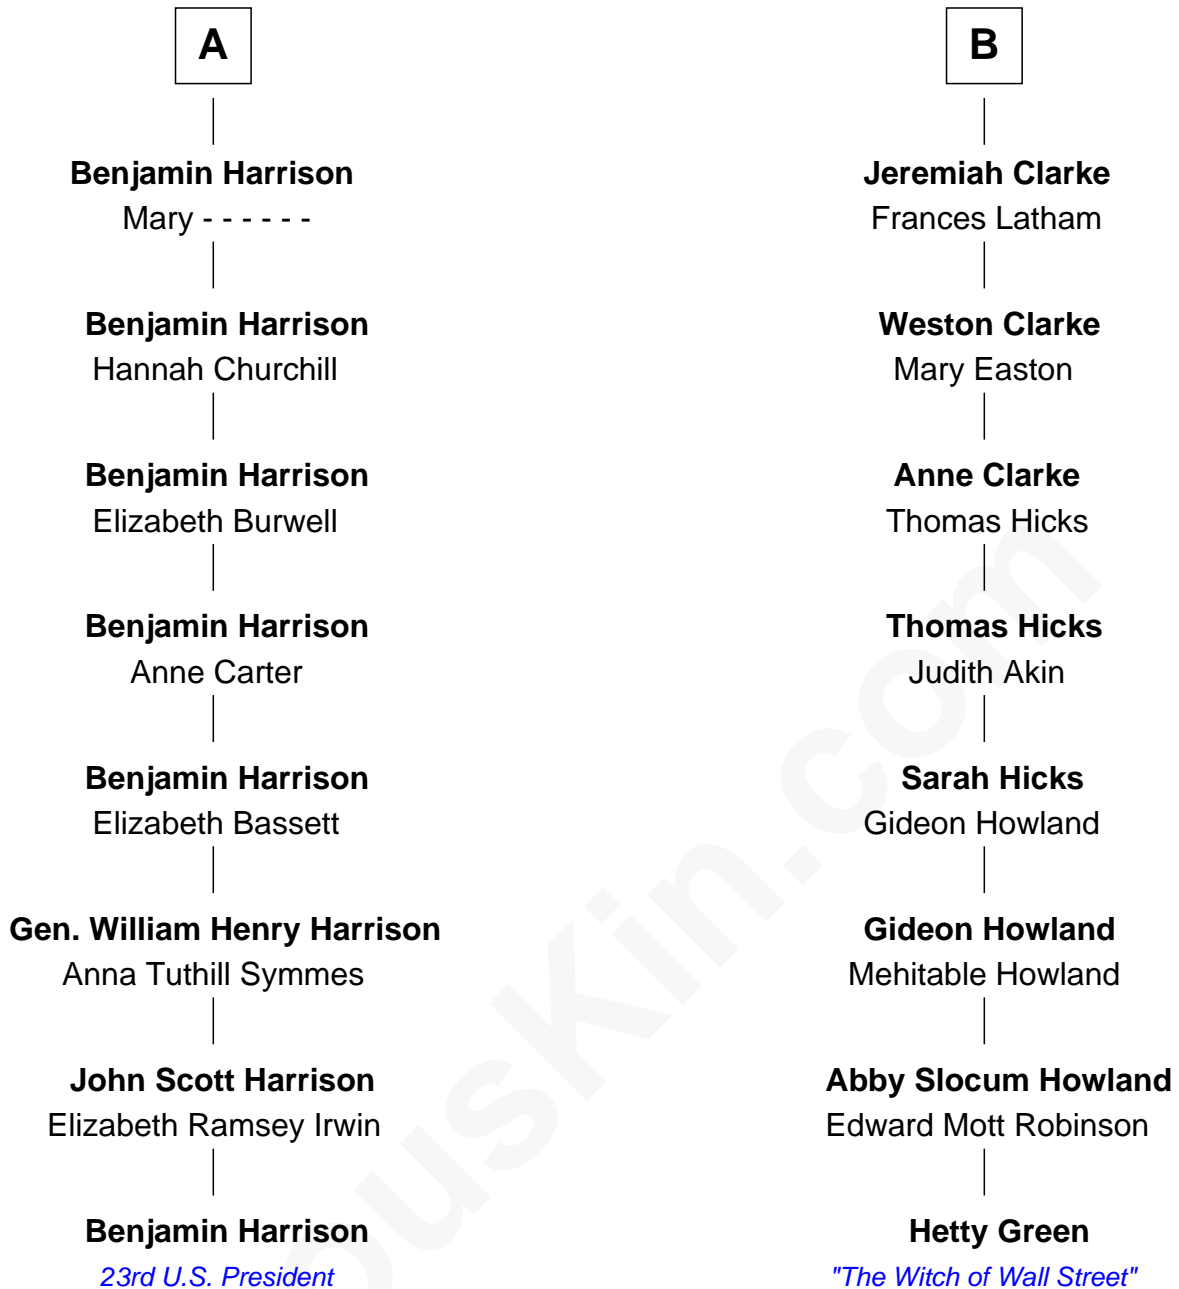 A
Benjamin Harrison
Mary - - - - - -
Benjamin Harrison
Hannah Churchill
Benjamin Harrison
Elizabeth Burwell
Benjamin Harrison
Anne Carter
Benjamin Harrison
Elizabeth Bassett
Gen. William Henry Harrison
Anna Tuthill Symmes
John Scott Harrison
Elizabeth Ramsey Irwin
Benjamin Harrison
23rd U.S. President
B
Jeremiah Clarke
Frances Latham
Weston Clarke
Mary Easton
Anne Clarke
Thomas Hicks
Thomas Hicks
Judith Akin
Sarah Hicks
Gideon Howland
Gideon Howland
Mehitable Howland
Abby Slocum Howland
Edward Mott Robinson
Hetty Green
"The Witch of Wall Street"